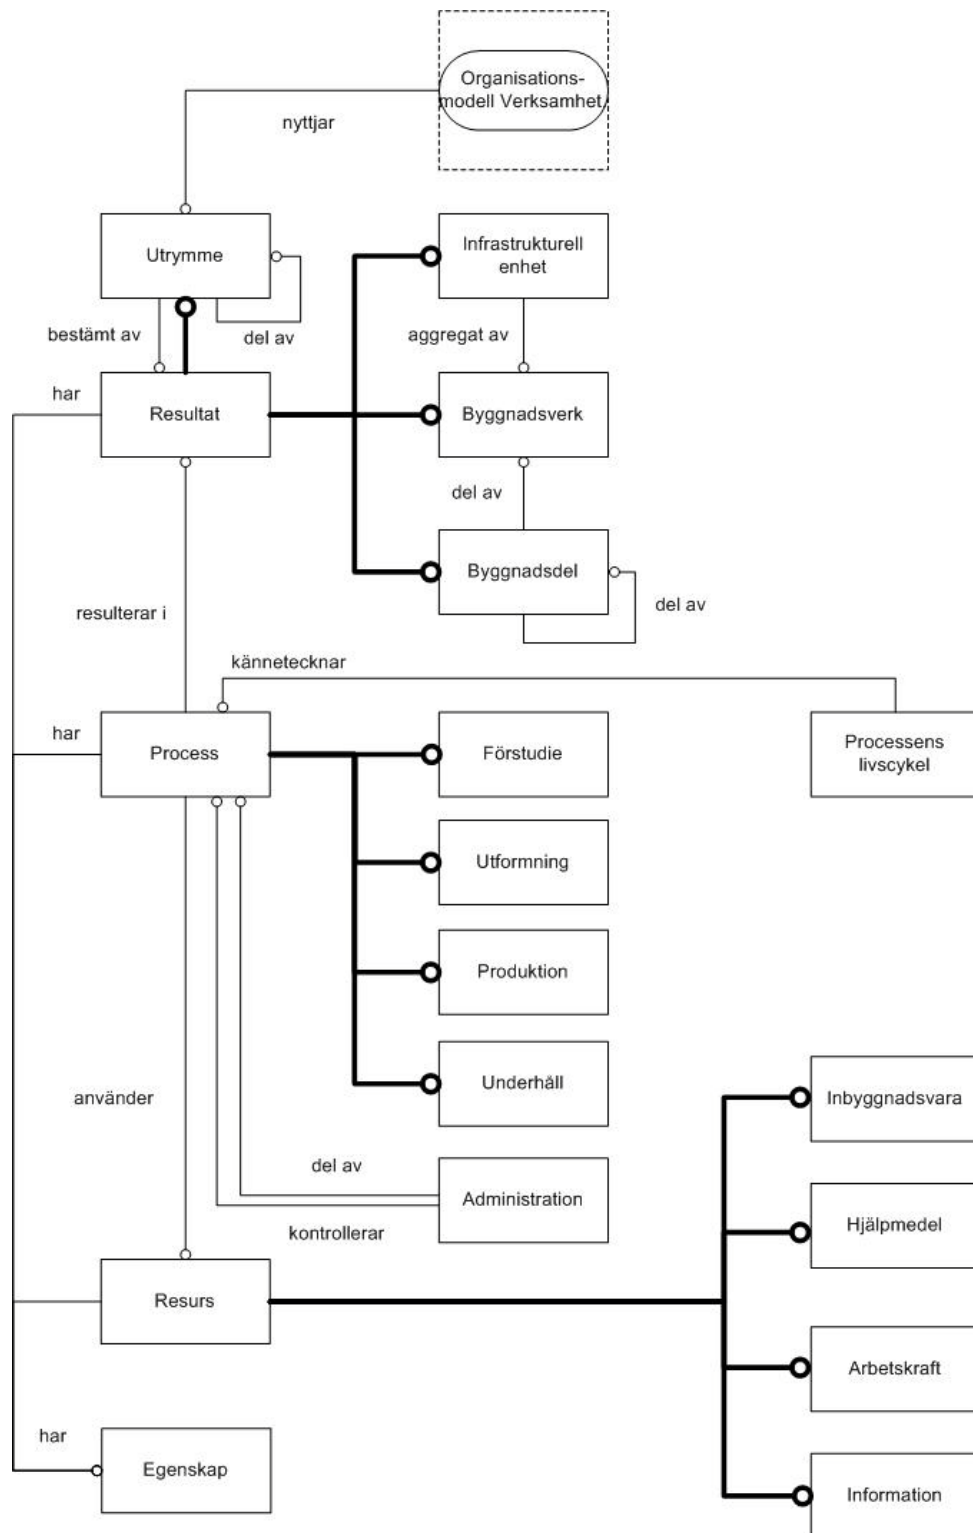 Organisations-
modell Verksamhet
nyttjar
Utrymme
Infrastrukturell
enhet
bestämt av
del av
aggregat av
har
Resultat
Byggnadsverk
del av
Byggnadsdel
resulterar i
del av
kännetecknar
har
Process
Förstudie
Processens
livscykel
Utformning
Produktion
Underhåll
Inbyggnadsvara
använder
del av
Administration
kontrollerar
Hjälpmedel
Resurs
Arbetskraft
har
Egenskap
Information